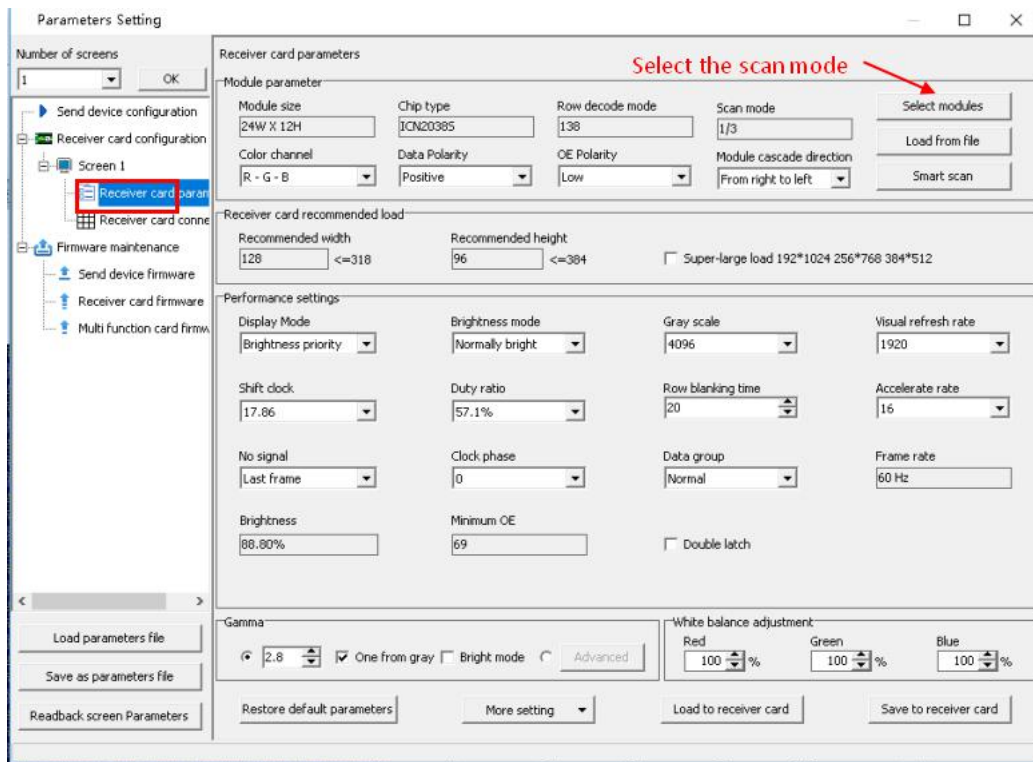 Parameters Setting
Number of screens
1
OK
Send device configuration
Receiver card configuration
Screen 1
Receiver card param
Receiver card conne
Firmware maintenance
Send device firmware
Receiver card firmware
Multi function card firmw
Load parameters file
Save as parameters file
Readback screen Parameters
Receiver card parameters
Select the scan mode
Module parameter
Module size Chip type Row decode mode Scan mode
24W X 12H ICN2038S 138 1/3
Select modules
Load from file
Color channel Data Polarity OE Polarity Module cascade direction
R - G - B Positive Low From right to left
Smart scan
Receiver card recommended load
Recommended width Recommended height
128 <=318 96 <=384 Super-large load 192*1024 256*768 384*512
Performance settings
Display Mode Brightness mode Gray scale Visual refresh rate
Brightness priority Normally bright 4096 1920
Shift clock Duty ratio Row blanking time Accelerate rate
17.86 57.1% 20 16
No signal Clock phase Data group Frame rate
Last frame 0 Normal 60 Hz
Brightness Minimum OE
88.80% 69 Double latch
Gamma
2.8 One from gray Bright mode Advanced
White balance adjustment
Red Green Blue
100 % 100 % 100 %
Restore default parameters More setting Load to receiver card Save to receiver card